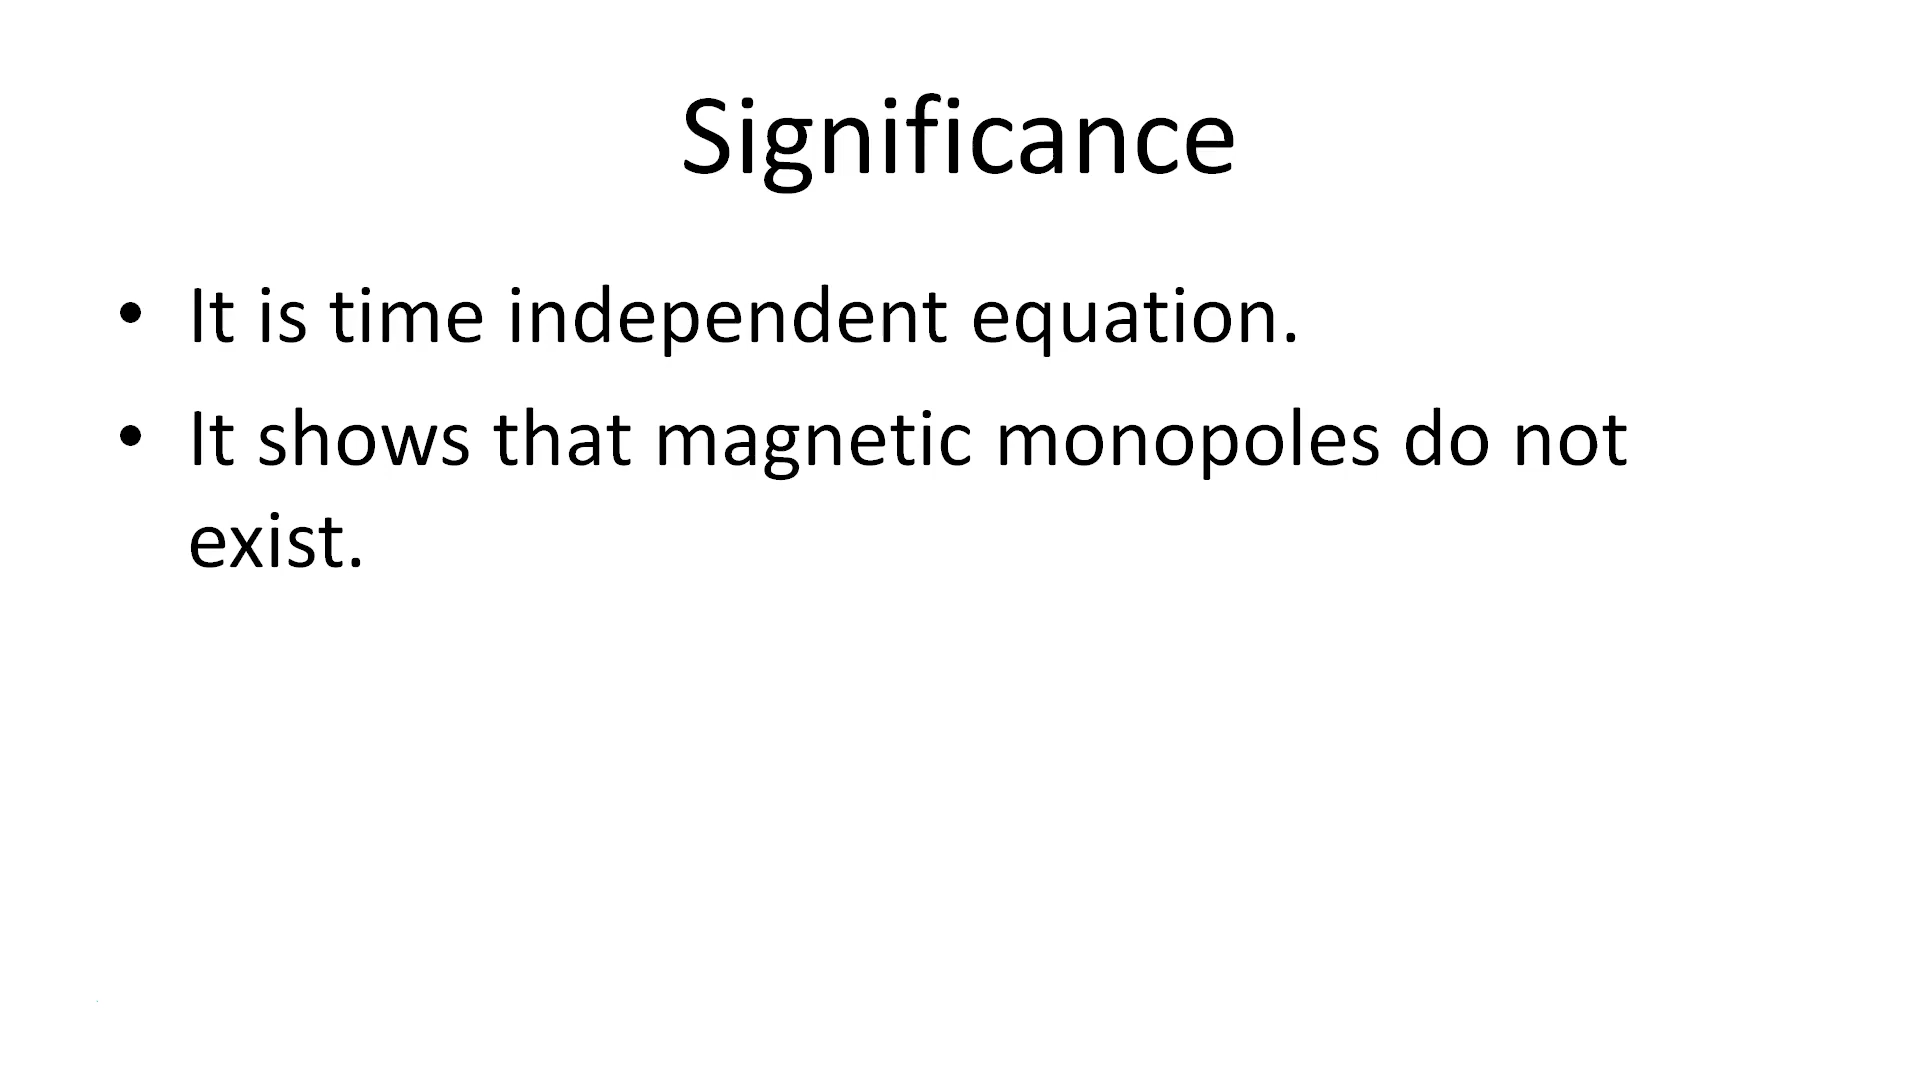 Significance
• It is time independent equation.
• It shows that magnetic monopoles do not
exist.